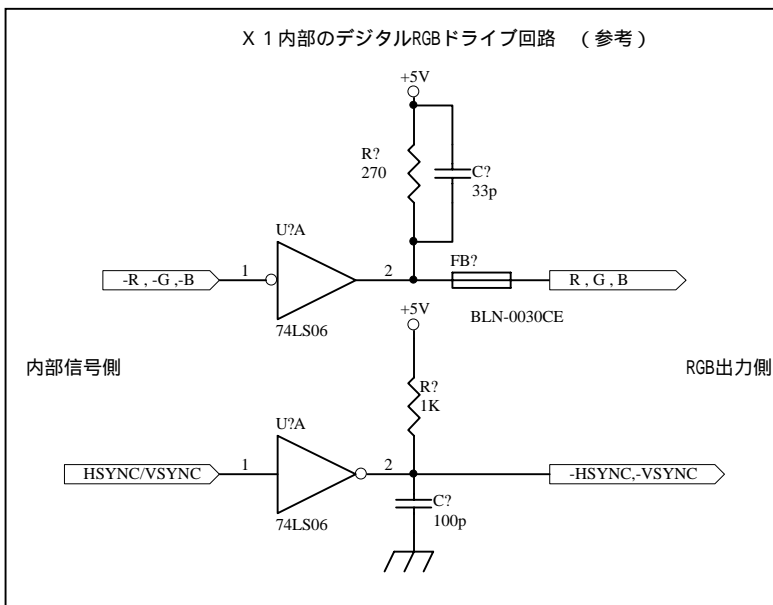 X 1内部のデジタルRGBドライブ回路 (参考)
+5V
R?
270
C?
33p
U?A
1
2
-R , -G ,-B
74LS06
FB?
BLN-0030CE
R , G , B
+5V
内部信号側
RGB出力側
R?
1K
U?A
HSYNC/VSYNC
1
2
74LS06
-HSYNC,-VSYNC
C?
100p